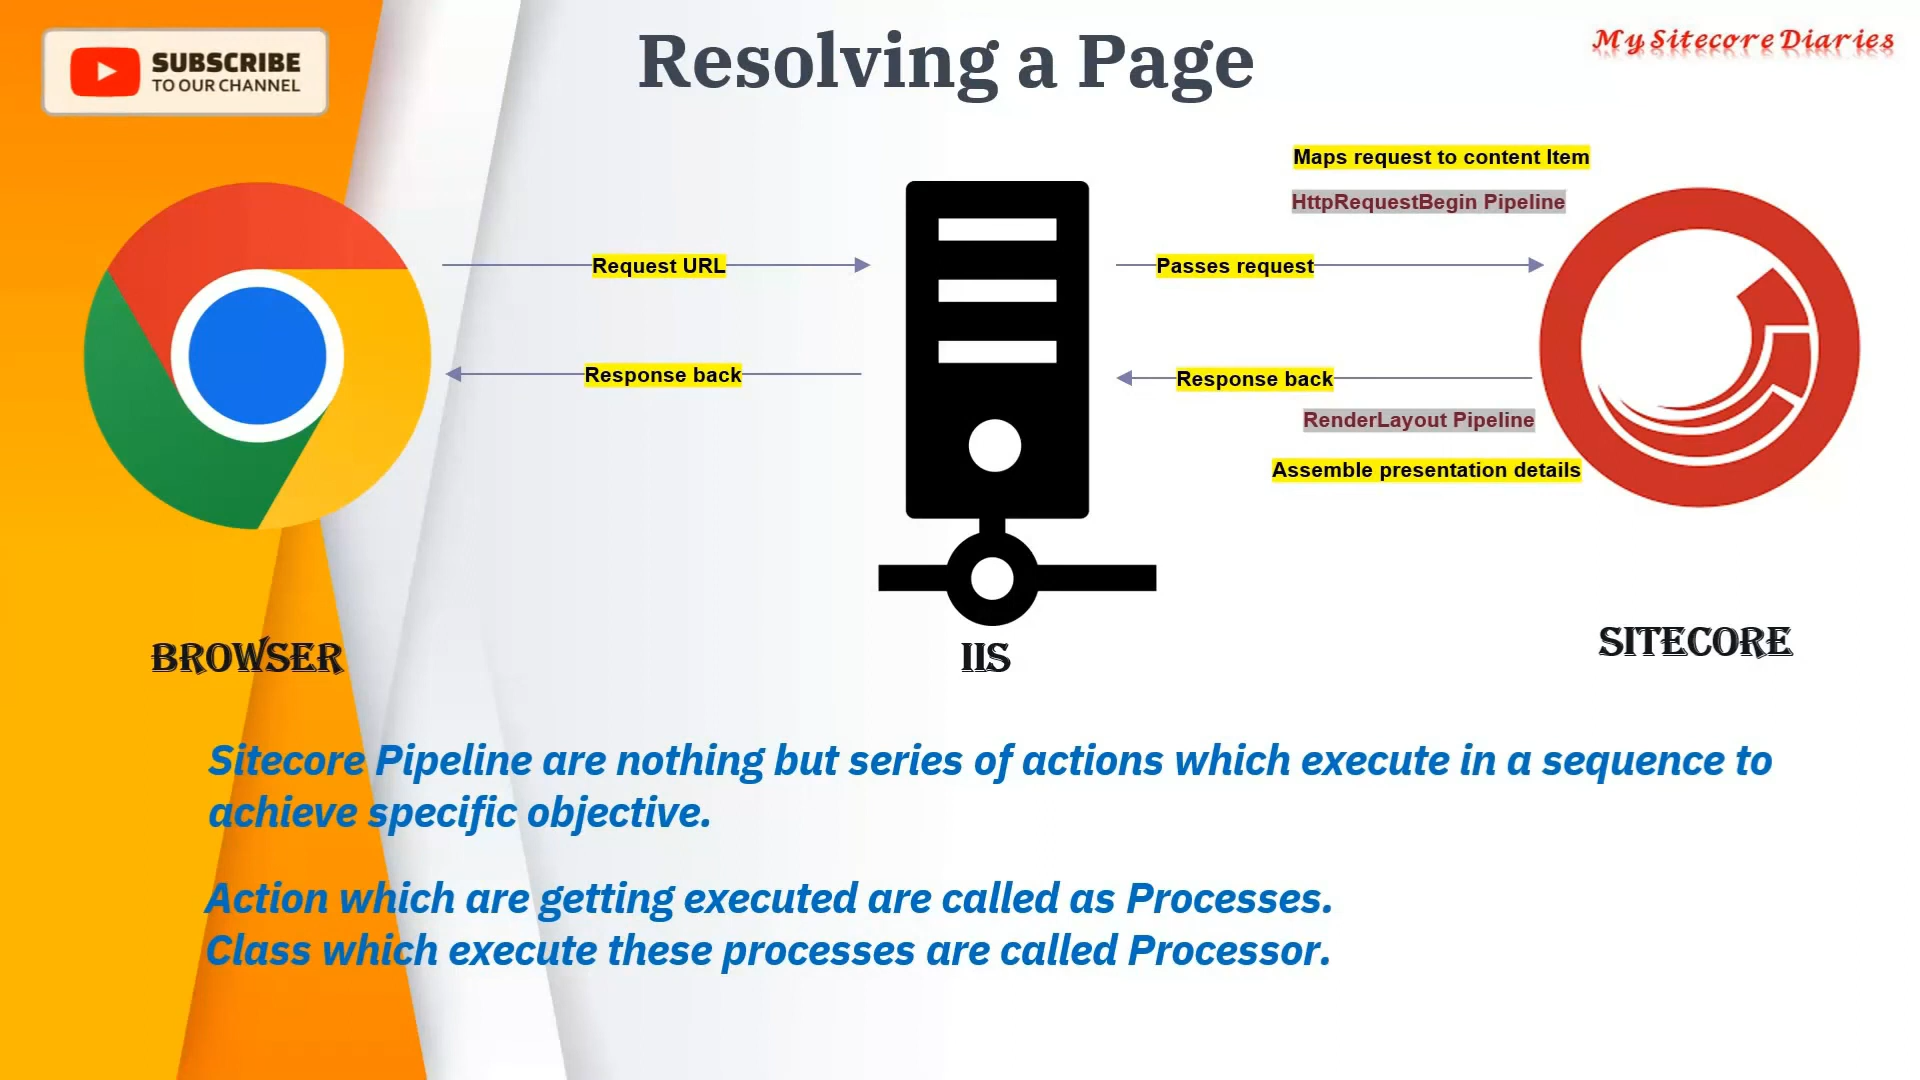 SUBSCRIBE
TO OUR CHANNEL
Resolving a Page
My Sitecore Diaries
Maps request to content Item
HttpRequestBegin Pipeline
Request URL
Passes request
Response back
Response back
RenderLayout Pipeline
Assemble presentation details
BROWSER
IIS
SITECORE
Sitecore Pipeline are nothing but series of actions which execute in a sequence to
achieve specific objective.
Action which are getting executed are called as Processes.
Class which execute these processes are called Processor.